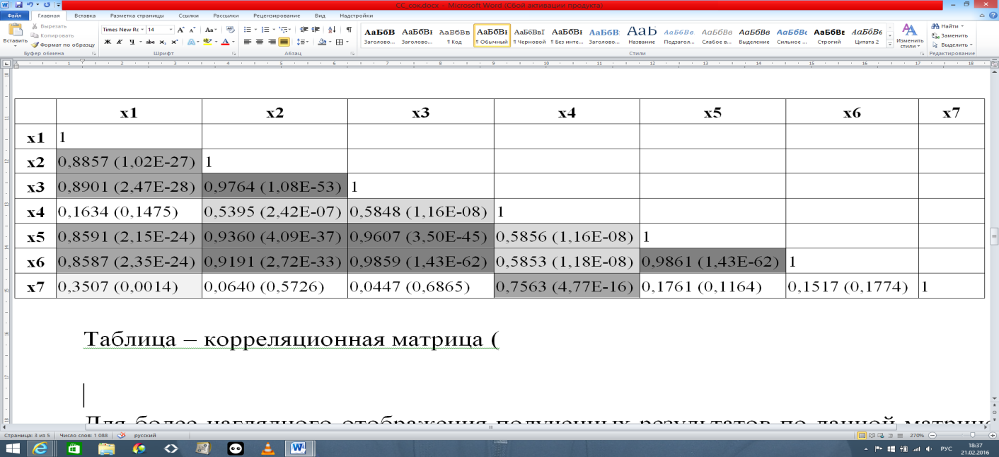 CC_сок.docx - Microsoft Word (Сбой активации продукта)
Файл Главная Вставка Разметка страницы Ссылки Рассылки Рецензирование Вид Надстройки
Вставить Вырезать Копировать Формат по образцу
Times New Rc 14
АаБбВ АаБбВı АаБбВв АаБбВı АаБбВвГ АаБбВı АаБбВ АаБ АаБбВв АаБбВв АаБбВв АаБбВс АаБбВв АаБбВв
Заголово... Заголово... ¶ Код ¶ Обычный ¶ Черновой ¶ Без инте... Заголово... Название Подзагол... Слабое в... Выделение Сильное ... Строгий Цитата 2
Изменить стили
Найти
Заменить
Выделить
Буфер обмена Шрифт Абзац Стили Редактирование
x1 x2 x3 x4 x5 x6 x7
x1 1
x2 0,8857 (1,02E-27) 1
x3 0,8901 (2,47E-28) 0,9764 (1,08E-53) 1
x4 0,1634 (0,1475) 0,5395 (2,42E-07) 0,5848 (1,16E-08) 1
x5 0,8591 (2,15E-24) 0,9360 (4,09E-37) 0,9607 (3,50E-45) 0,5856 (1,16E-08) 1
x6 0,8587 (2,35E-24) 0,9191 (2,72E-33) 0,9859 (1,43E-62) 0,5853 (1,18E-08) 0,9861 (1,43E-62) 1
x7 0,3507 (0,0014) 0,0640 (0,5726) 0,0447 (0,6865) 0,7563 (4,77E-16) 0,1761 (0,1164) 0,1517 (0,1774) 1
Таблица – корреляционная матрица (
Для более наглядного отображения полученных результатов по данной матриц
Страница: 3 из 5 Число слов: 1 088 русский 270%
РУС 18:37
21.02.2016